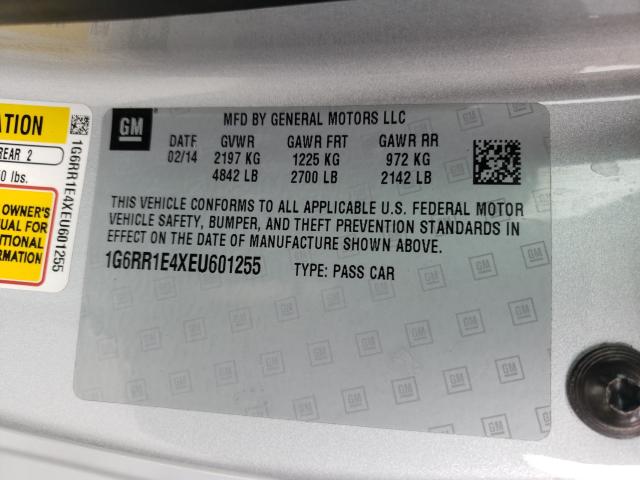 ATION
REAR 2
0 lbs.
OWNER'S
NUAL FOR
DITIONAL
ORMATION
1G6RR1E4XEU601255
GM
MFD BY GENERAL MOTORS LLC
DATE GVWR GAWR FRT GAWR RR
02/14 2197 KG 1225 KG 972 KG
4842 LB 2700 LB 2142 LB
THIS VEHICLE CONFORMS TO ALL APPLICABLE U.S. FEDERAL MOTOR
VEHICLE SAFETY, BUMPER, AND THEFT PREVENTION STANDARDS IN
EFFECT ON THE DATE OF MANUFACTURE SHOWN ABOVE.
1G6RR1E4XEU601255 TYPE: PASS CAR